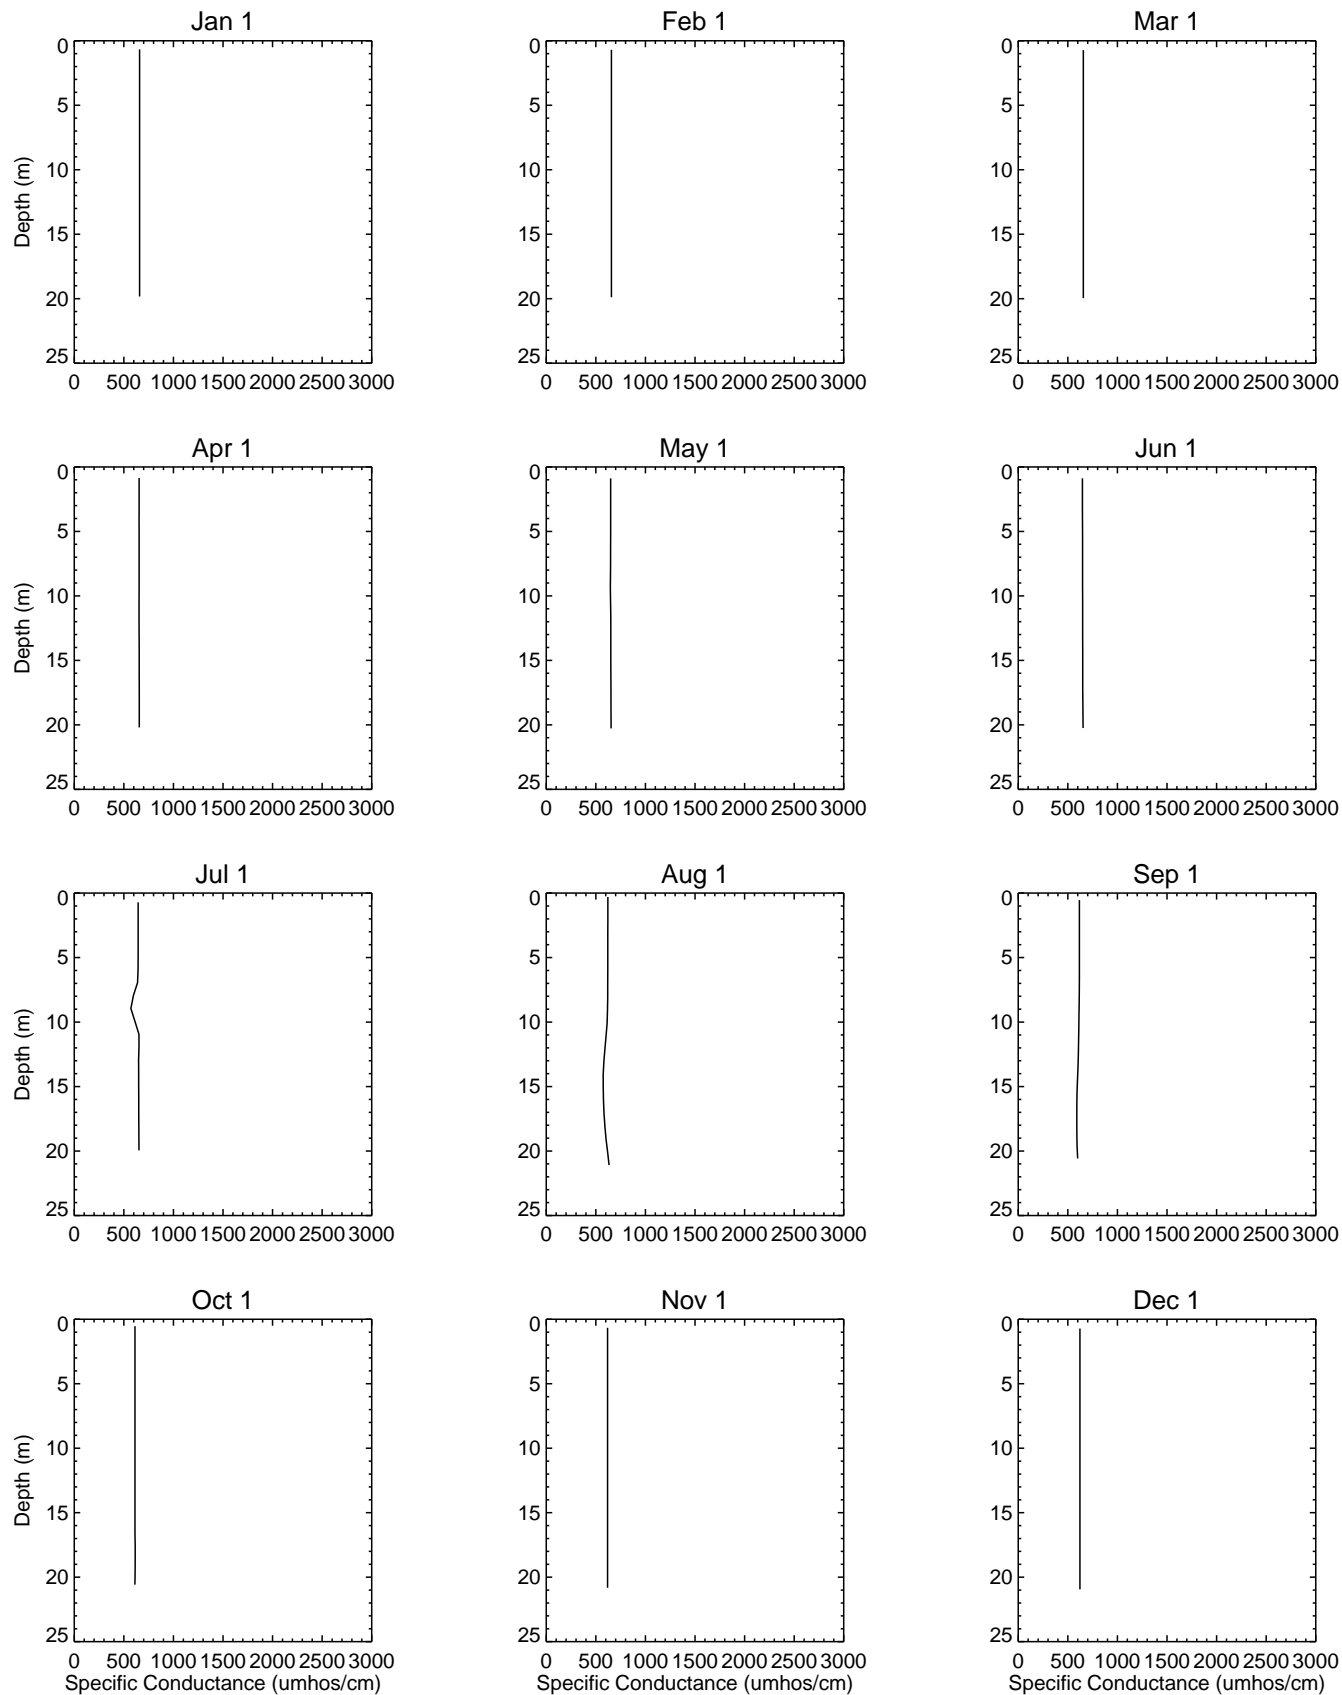 Jan 1 Feb 1 Mar 1
0 0 0
5 5 5
Depth (m) 10 10 10
15 15 15
20 20 20
25 25 25
0 500 1000 1500 2000 2500 3000 0 500 1000 1500 2000 2500 3000 0 500 1000 1500 2000 2500 3000
Apr 1 May 1 Jun 1
0 0 0
5 5 5
Depth (m) 10 10 10
15 15 15
20 20 20
25 25 25
0 500 1000 1500 2000 2500 3000 0 500 1000 1500 2000 2500 3000 0 500 1000 1500 2000 2500 3000
Jul 1 Aug 1 Sep 1
0 0 0
5 5 5
Depth (m) 10 10 10
15 15 15
20 20 20
25 25 25
0 500 1000 1500 2000 2500 3000 0 500 1000 1500 2000 2500 3000 0 500 1000 1500 2000 2500 3000
Oct 1 Nov 1 Dec 1
0 0 0
5 5 5
Depth (m) 10 10 10
15 15 15
20 20 20
25 25 25
0 500 1000 1500 2000 2500 3000 0 500 1000 1500 2000 2500 3000 0 500 1000 1500 2000 2500 3000
Specific Conductance (umhos/cm) Specific Conductance (umhos/cm) Specific Conductance (umhos/cm)